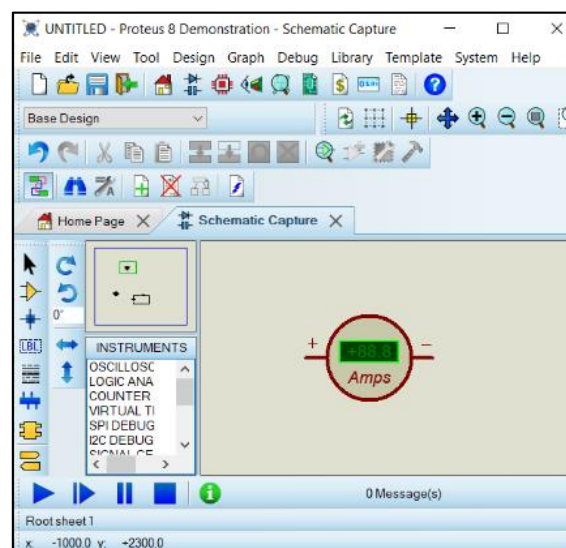 UNTITLED - Proteus 8 Demonstration - Schematic Capture
File Edit View Tool Design Graph Debug Library Template System Help
$
?
Base Design
Home Page
Schematic Capture
0°
LBL
INSTRUMENTS
OSCILLOSC
LOGIC ANA
COUNTER
VIRTUAL TI
SPI DEBUG
I2C DEBUG
+ +88.8 −
Amps
0 Message(s)
Root sheet 1
x: -1000.0 y: +2300.0